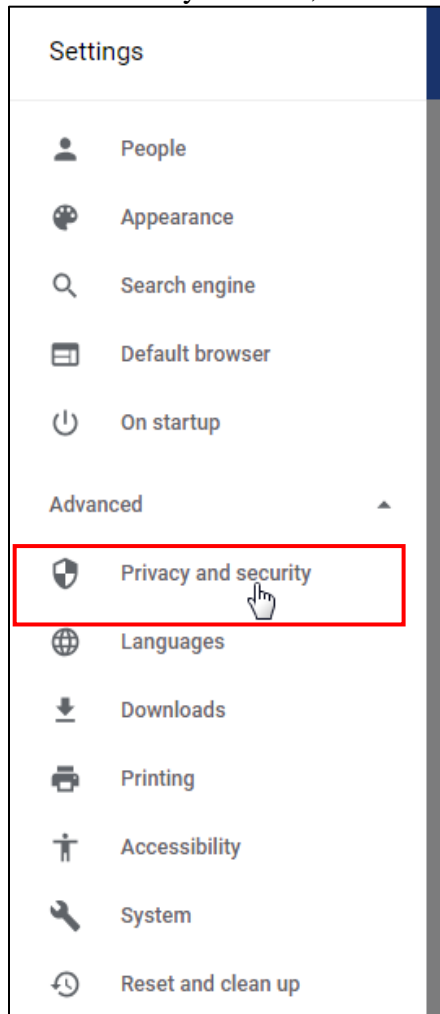 Settings
People
Appearance
Search engine
Default browser
On startup
Advanced
Privacy and security
Languages
Downloads
Printing
Accessibility
System
Reset and clean up